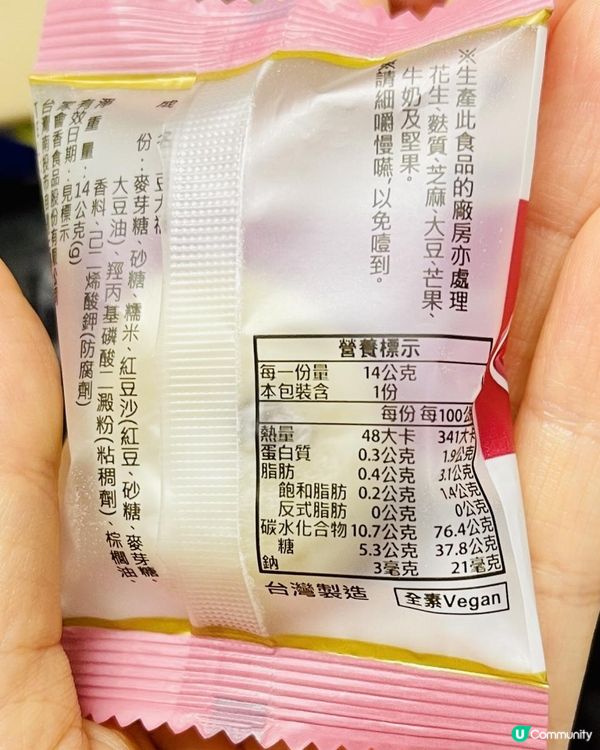 ※生產此食品的廠房亦處理
花生、麩質、芝麻、大豆、芒果、
牛奶及堅果。
請細嚼慢嚥,以免噎到。
豆大福
份:麥芽糖、砂糖、糯米、紅豆沙(紅豆、砂糖、麥芽糖、
大豆油)、羥丙基磷酸二澱粉(粘稠劑)、棕櫚油、
香料、己二烯酸鉀(防腐劑)
淨重量:14公克(g)
有效日期:見標示
會香食品股份有
營養標示
每一份量 14公克
本包裝含 1份
每份 每100公
熱量 48大卡 341大卡
蛋白質 0.3公克 1.9公克
脂肪 0.4公克 3.1公克
飽和脂肪 0.2公克 1.4公克
反式脂肪 0公克 0公克
碳水化合物 10.7公克 76.4公克
糖 5.3公克 37.8公克
鈉 3毫克 21毫克
台灣製造 全素Vegan
U Community